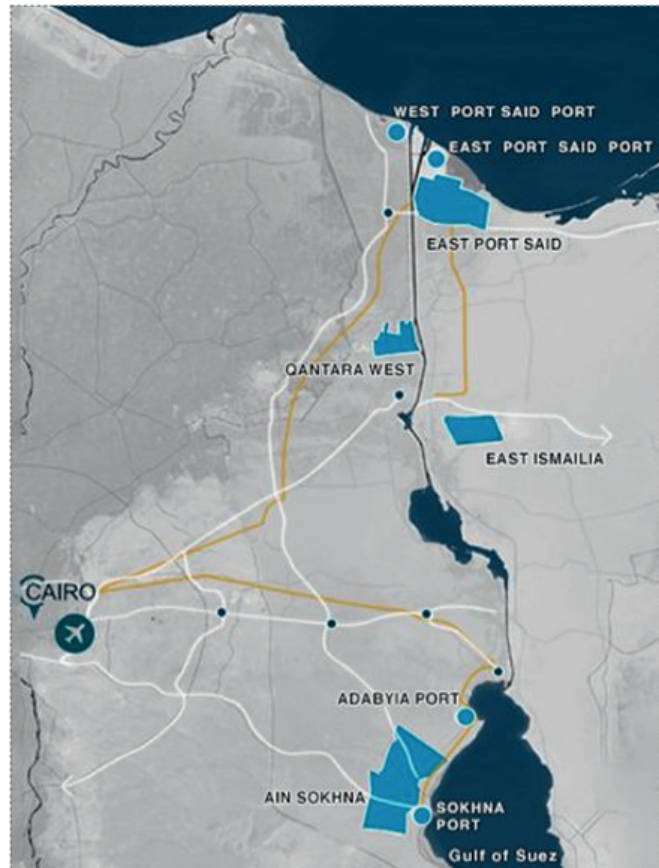 WEST PORT SAID PORT
EAST PORT SAID PORT
EAST PORT SAID
QANTARA WEST
EAST ISMAILIA
CAIRO
ADABYIA PORT
AIN SOKHNA
SOKHNA
PORT
Gulf of Suez